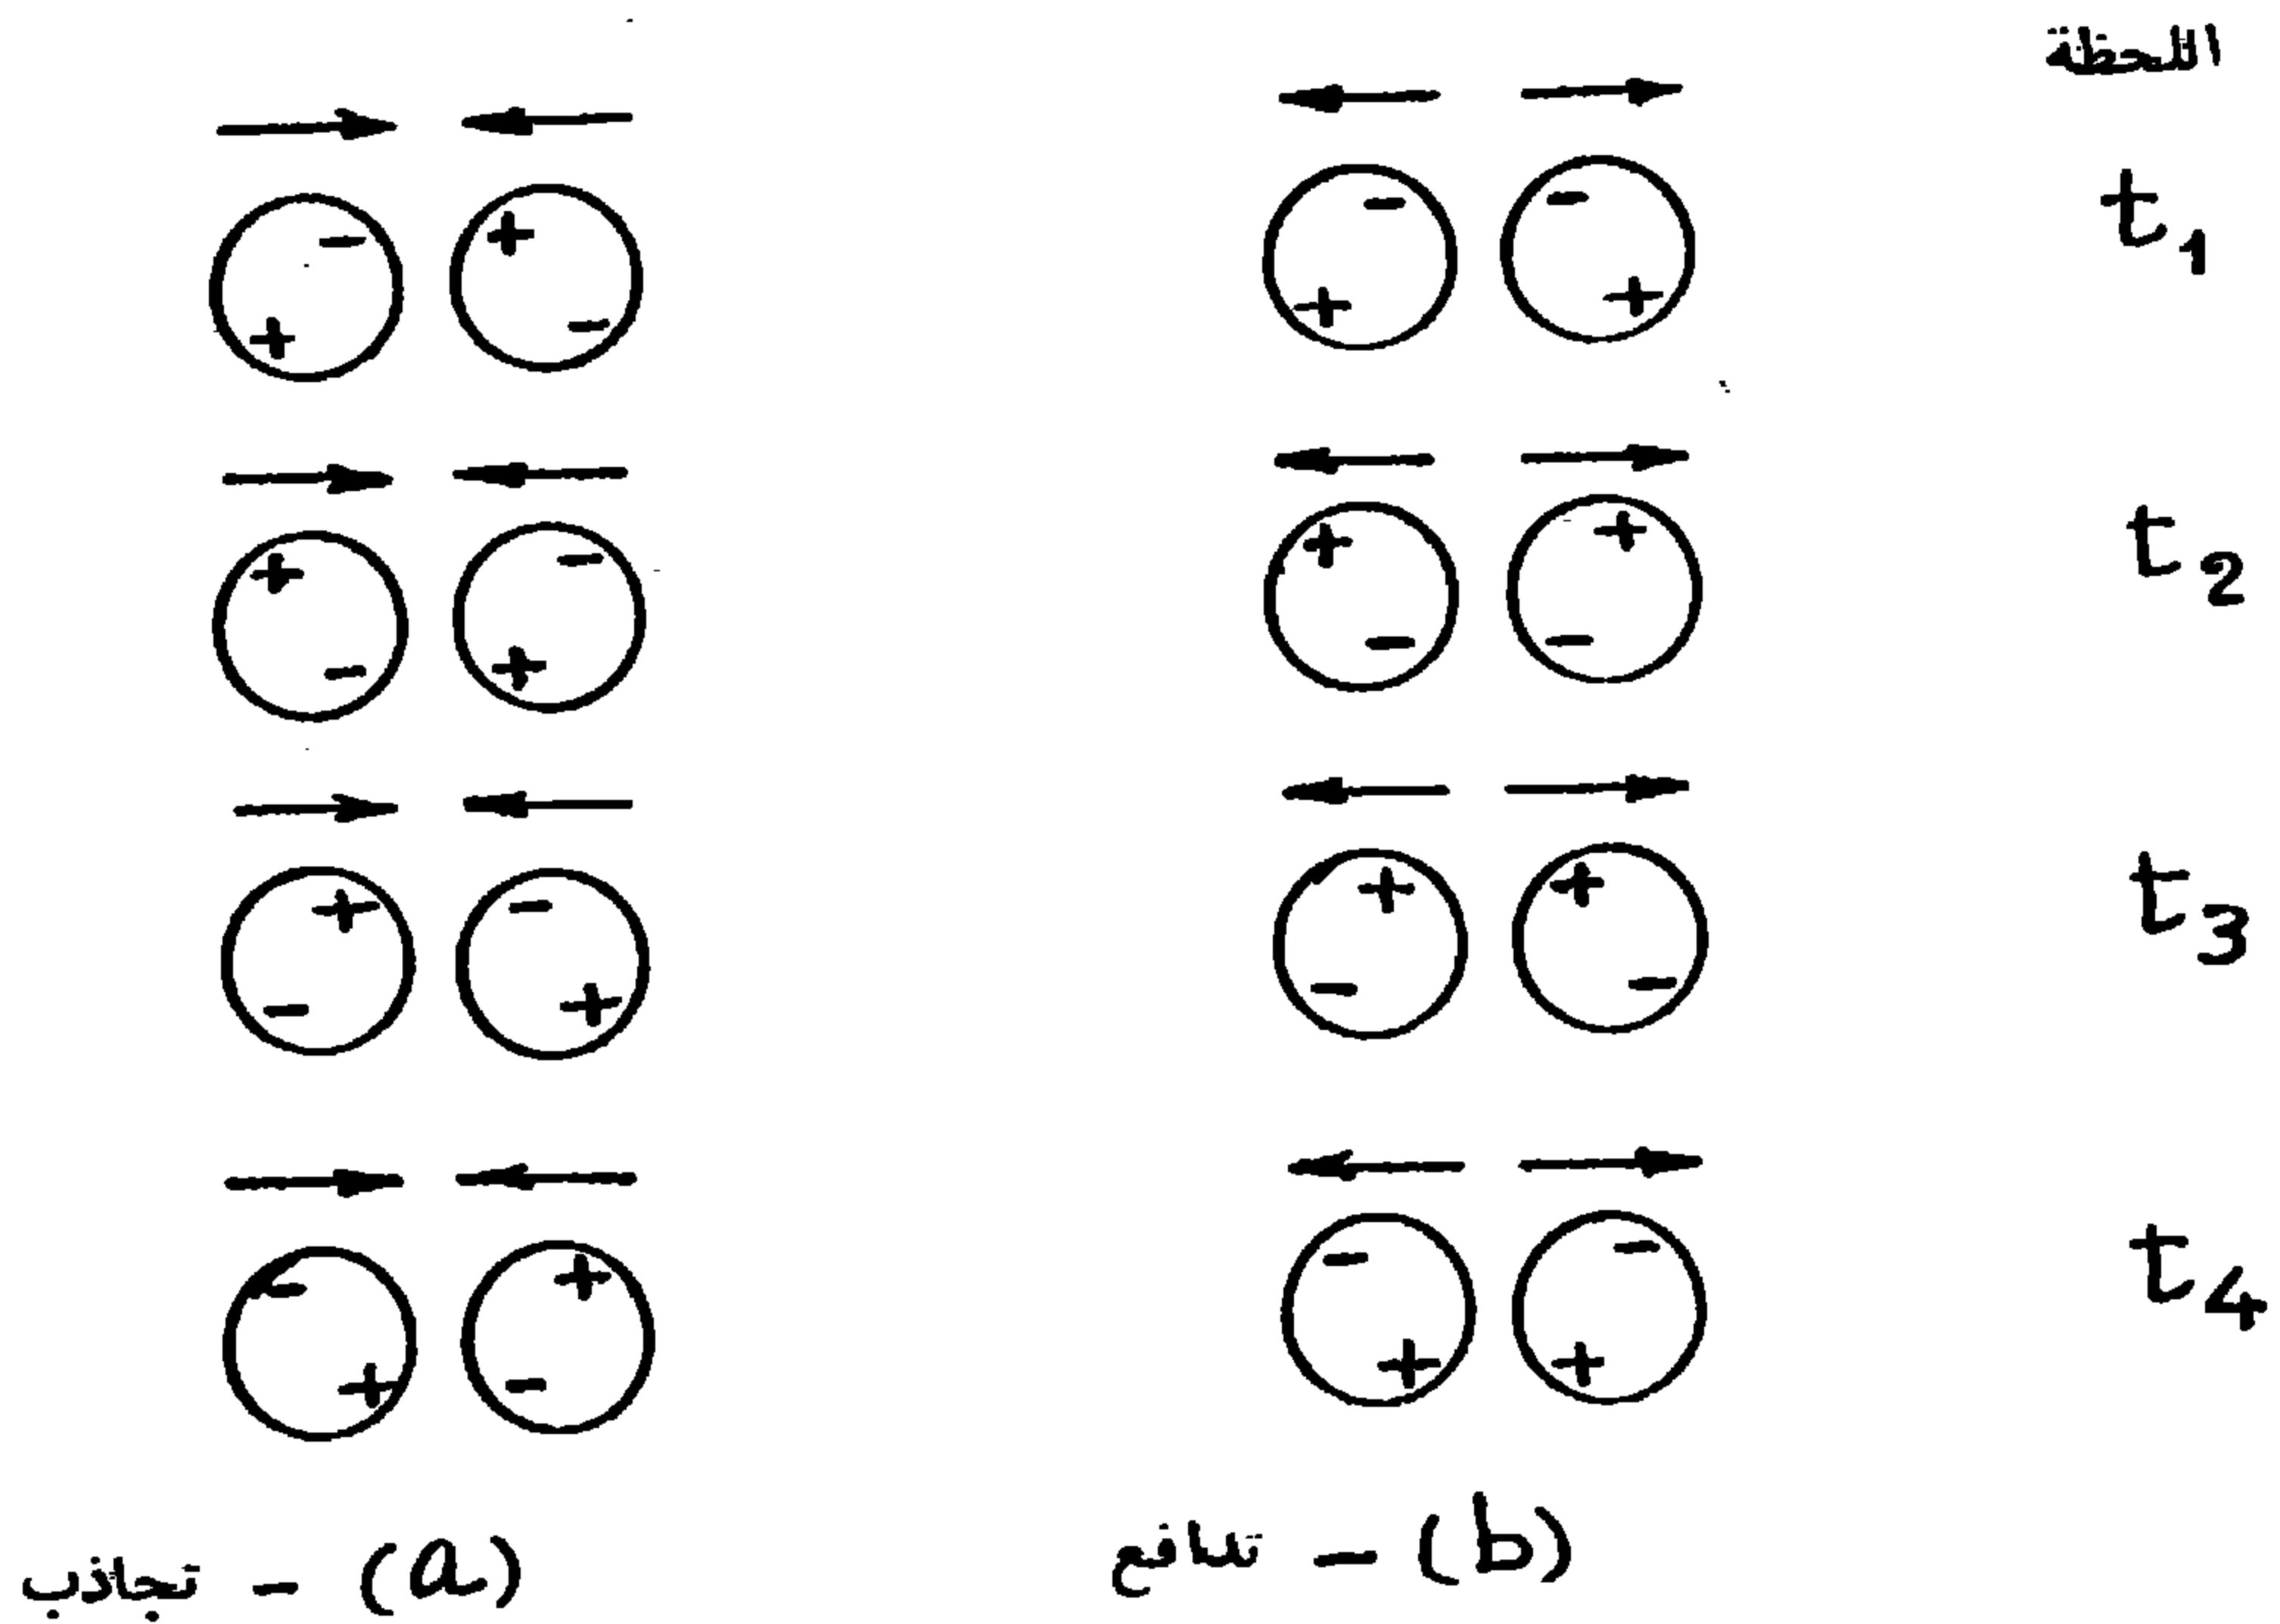 اللحظة
- + + - t1
+ - - + - + + - t2
+ - - + + + - - t3
- + + - - - + + t4
(a) - تجاذب
(b) - تدافع